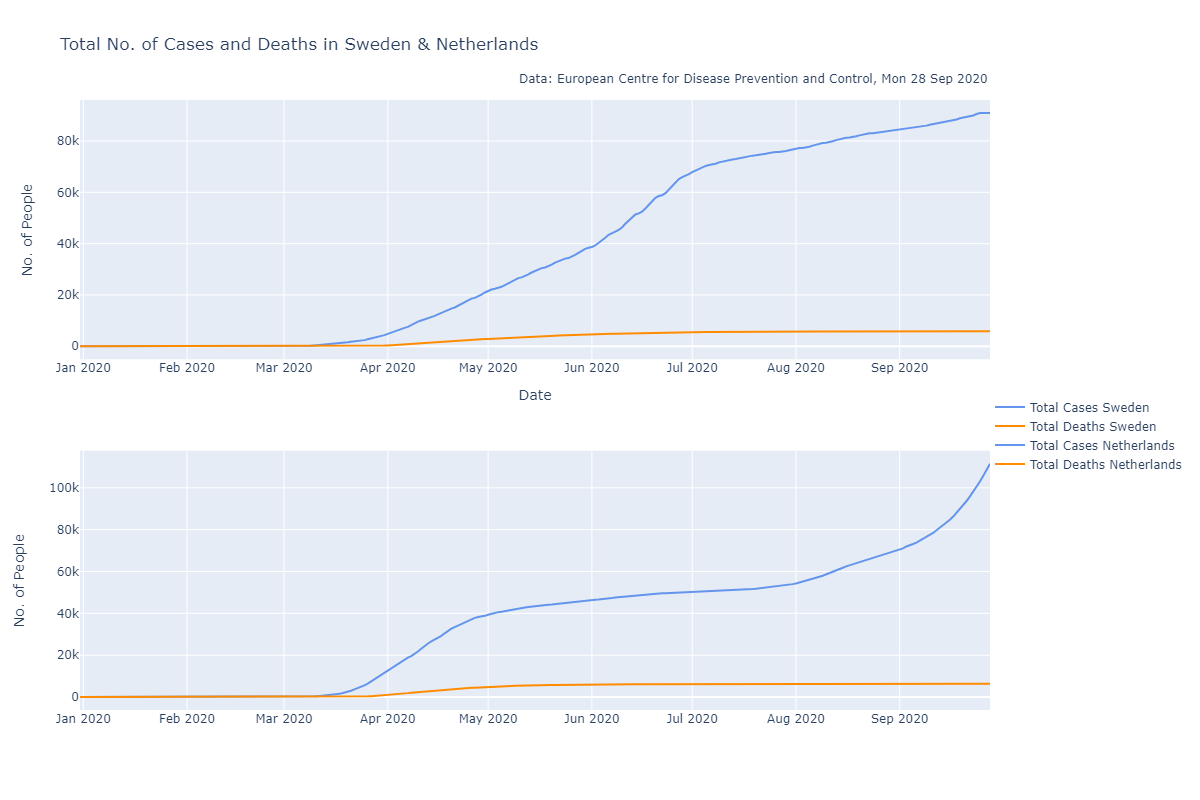 Total No. of Cases and Deaths in Sweden & Netherlands
Data: European Centre for Disease Prevention and Control, Mon 28 Sep 2020
80k
60k
40k
20k
0
No. of People
Jan 2020 Feb 2020 Mar 2020 Apr 2020 May 2020 Jun 2020 Jul 2020 Aug 2020 Sep 2020
Date
Total Cases Sweden
Total Deaths Sweden
Total Cases Netherlands
Total Deaths Netherlands
100k
80k
60k
40k
20k
0
No. of People
Jan 2020 Feb 2020 Mar 2020 Apr 2020 May 2020 Jun 2020 Jul 2020 Aug 2020 Sep 2020